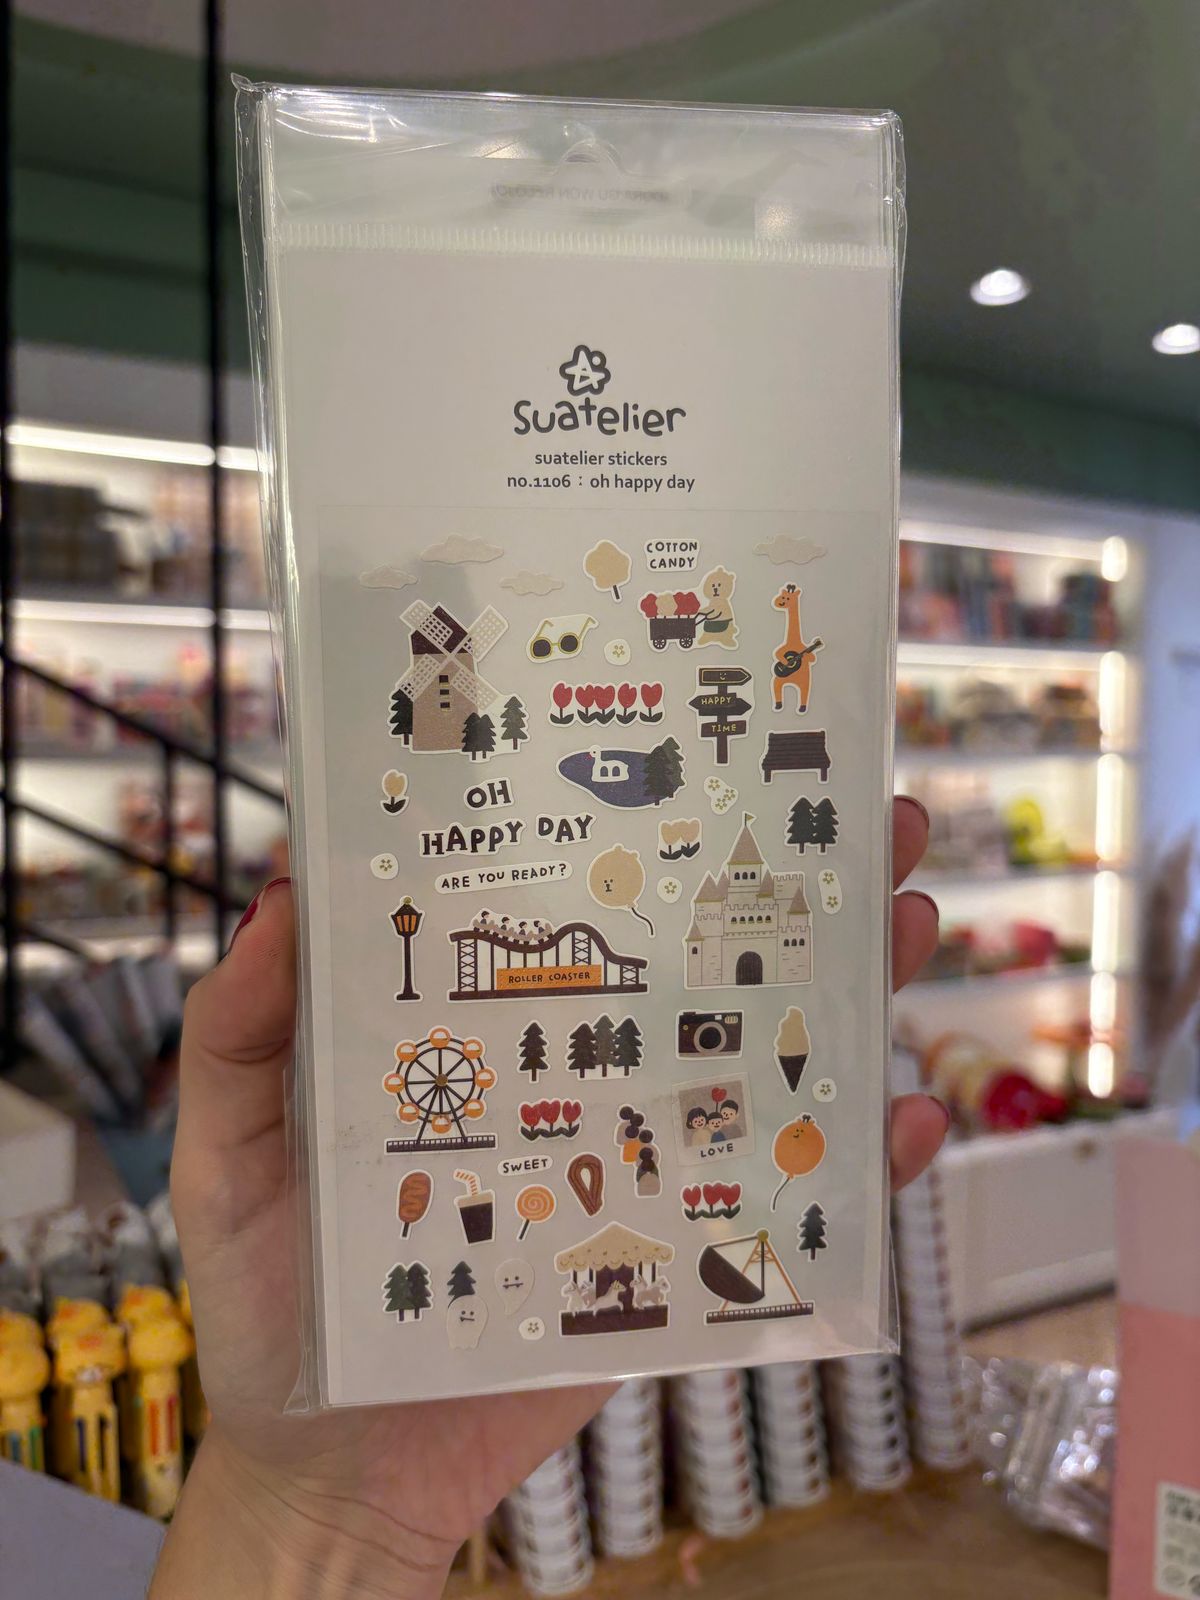 Suatelier
suatelier stickers
no.1106 : oh happy day
COTTON
CANDY
HAPPY
TIME
OH
HAPPY DAY
ARE YOU READY?
ROLLER COASTER
LOVE
SWEET